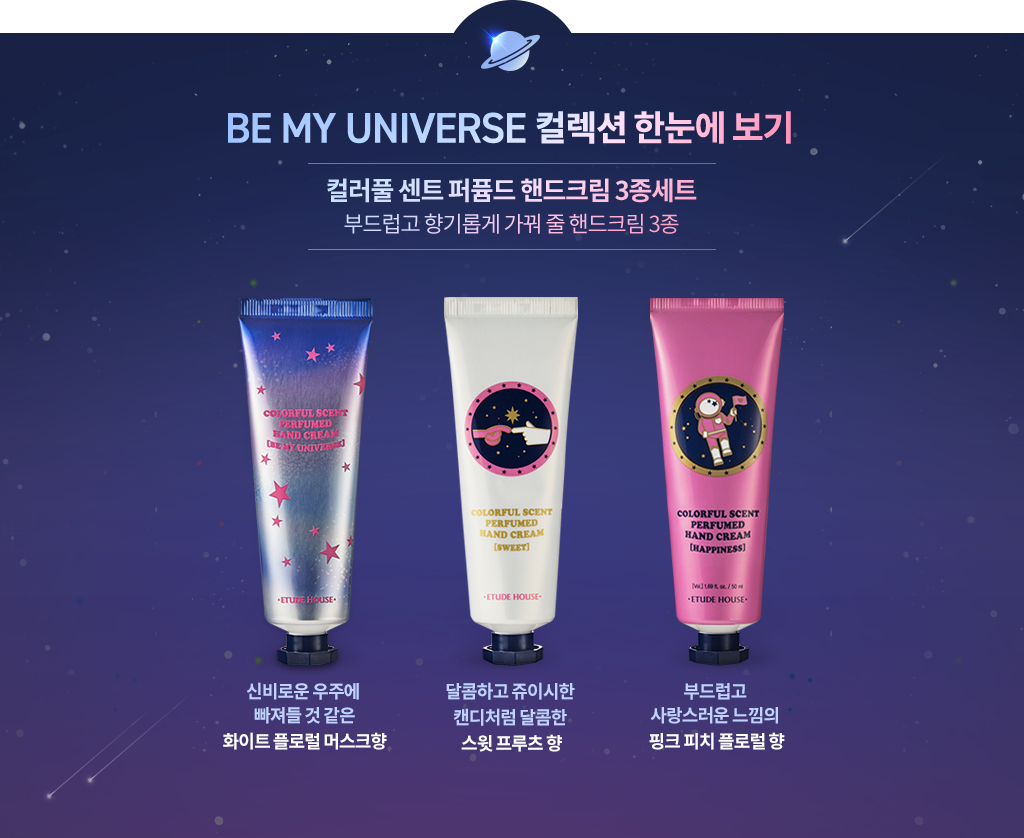 BE MY UNIVERSE 컬렉션 한눈에 보기
컬러풀 센트 퍼퓸드 핸드크림 3종세트
부드럽고 향기롭게 가꿔 줄 핸드크림 3종
COLORFUL SCENT
PERFUMED
HAND CREAM
[BE MY UNIVERSE]
·ETUDE HOUSE·
COLORFUL SCENT
PERFUMED
HAND CREAM
[SWEET]
·ETUDE HOUSE·
COLORFUL SCENT
PERFUMED
HAND CREAM
[HAPPINESS]
[Vol.] 1.69 fl. oz. / 50 ml
·ETUDE HOUSE·
신비로운 우주에
빠져들 것 같은
화이트 플로럴 머스크향
달콤하고 쥬이시한
캔디처럼 달콤한
스윗 프루츠 향
부드럽고
사랑스러운 느낌의
핑크 피치 플로럴 향